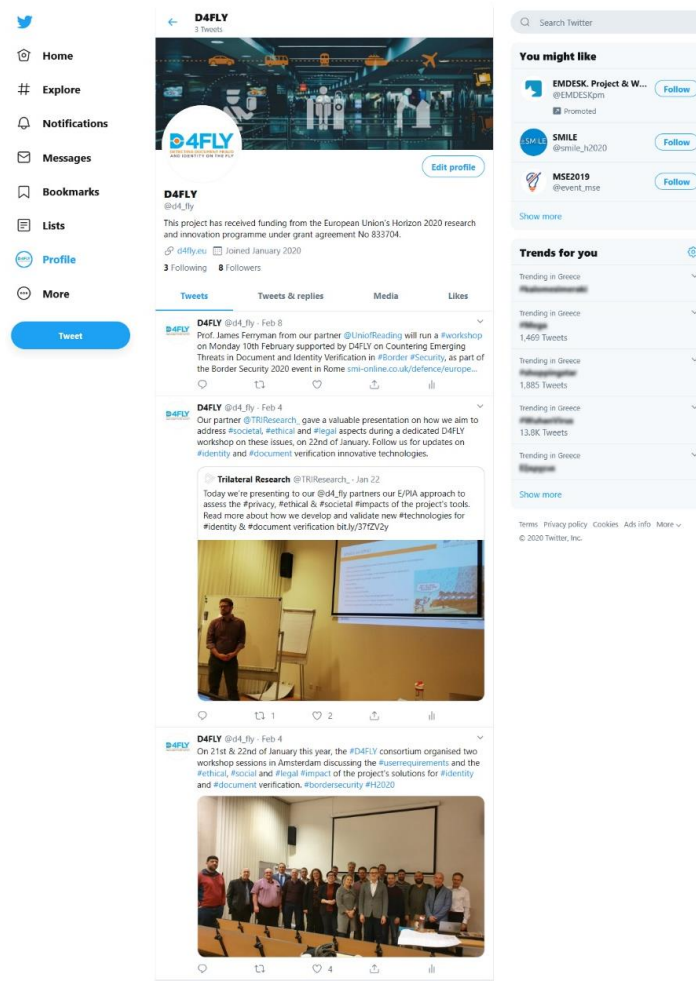 D4FLY
3 Tweets
Search Twitter
Home
Explore
Notifications
Messages
Bookmarks
Lists
Profile
More
Tweet
D4FLY
AND IDENTITY ON THE FLY
Edit profile
D4FLY
@d4_fly
This project has received funding from the European Union's Horizon 2020 research
and innovation programme under grant agreement No 833704.
d4fly.eu Joined January 2020
3 Following 8 Followers
Tweets Tweets & replies Media Likes
D4FLY @d4_fly · Feb 8
Prof. James Ferryman from our partner @UniofReading will run a #workshop
on Monday 10th February supported by D4FLY on Countering Emerging
Threats in Document and Identity Verification in #Border #Security, as part of
the Border Security 2020 event in Rome smi-online.co.uk/defence/europe...
D4FLY @d4_fly · Feb 4
Our partner @TRIResearch_ gave a valuable presentation on how we aim to
address #societal, #ethical and #legal aspects during a dedicated D4FLY
workshop on these issues, on 22nd of January. Follow us for updates on
#identity and #document verification innovative technologies.
Trilateral Research @TRIResearch_ · Jan 22
Today we're presenting to our @d4_fly partners our E/PIA approach to
assess the #privacy, #ethical & #societal #impacts of the project's tools.
Read more about how we develop and validate new #technologies for
#identity & #document verification bit.ly/37fZV2y
1 2
D4FLY @d4_fly · Feb 4
On 21st & 22nd of January this year, the #D4FLY consortium organised two
workshop sessions in Amsterdam discussing the #userrequirements and the
#ethical, #social and #legal #impact of the project's solutions for #identity
and #document verification. #bordersecurity #H2020
4
You might like
EMDESK. Project & W...
@EMDESKpm
Follow
Promoted
SMILE
@smile_h2020
Follow
MSE2019
@event_mse
Follow
Show more
Trends for you
Trending in Greece
Trending in Greece
1,469 Tweets
Trending in Greece
1,885 Tweets
Trending in Greece
13.8K Tweets
Trending in Greece
Show more
Terms Privacy policy Cookies Ads info More
© 2020 Twitter, Inc.